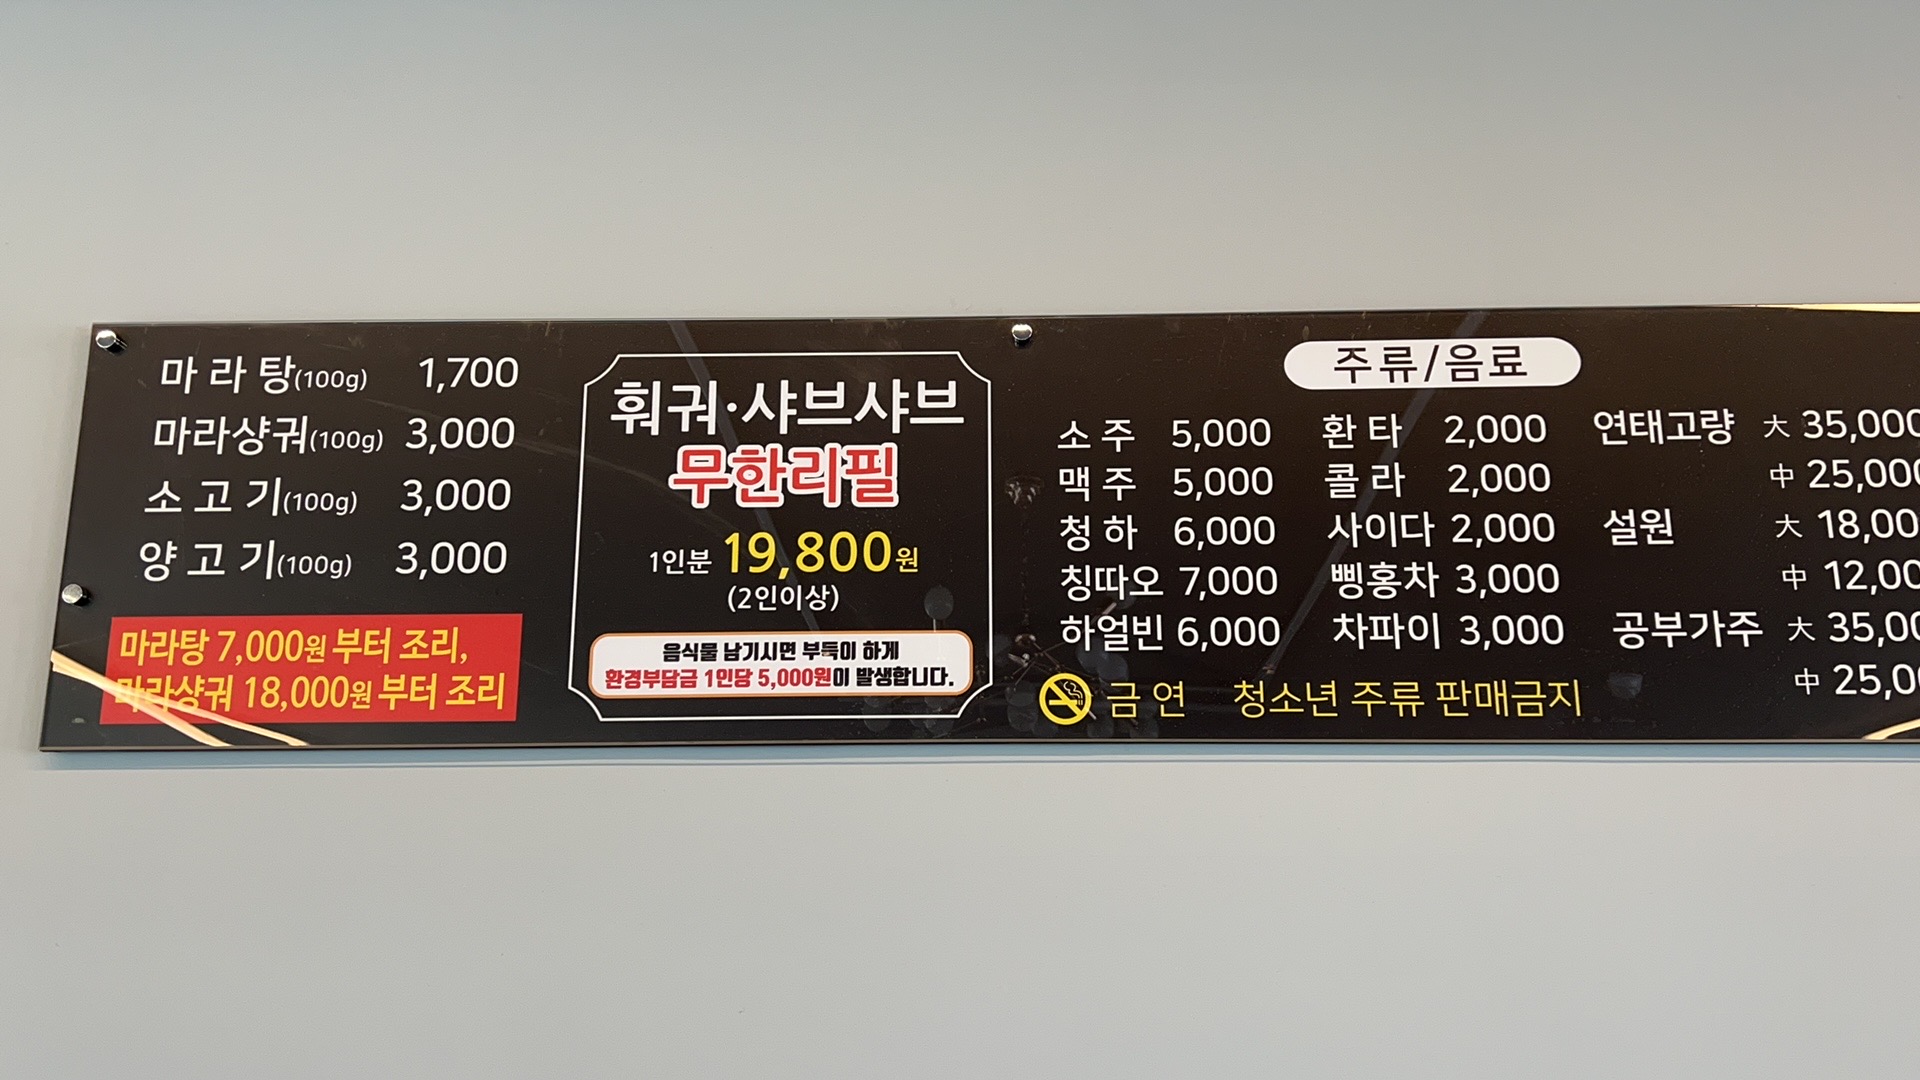 마라탕(100g) 1,700
마라샹궈(100g) 3,000
소고기(100g) 3,000
양고기(100g) 3,000
마라탕 7,000원 부터 조리,
마라샹궈 18,000원 부터 조리
훠궈·샤브샤브
무한리필
1인분 19,800원
(2인이상)
음식물 남기시면 부득이 하게
환경부담금 1인당 5,000원이 발생합니다.
주류/음료
소주 5,000
맥주 5,000
청하 6,000
칭따오 7,000
하얼빈 6,000
환타 2,000
콜라 2,000
사이다 2,000
삥홍차 3,000
차파이 3,000
연태고량 大 35,000
中 25,000
설원 大 18,00
中 12,00
공부가주 大 35,00
中 25,0
금연 청소년 주류 판매금지